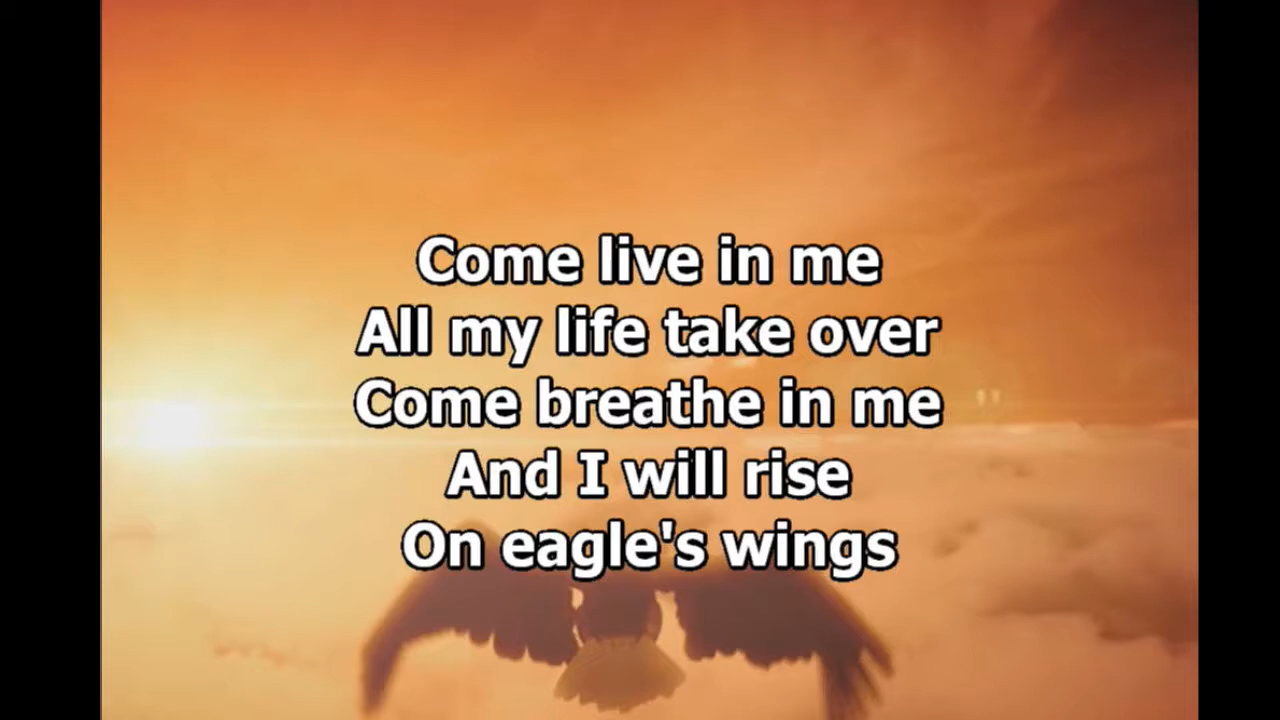 Come live in me
All my life take over
Come breathe in me
And I will rise
On eagle's wings